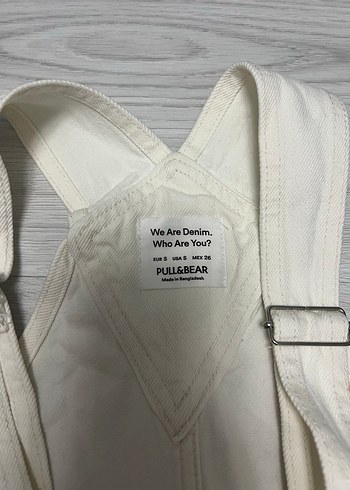 We Are Denim.
Who Are You?
EUR S USA S MEX 26
PULL&BEAR
Made in Bangladesh